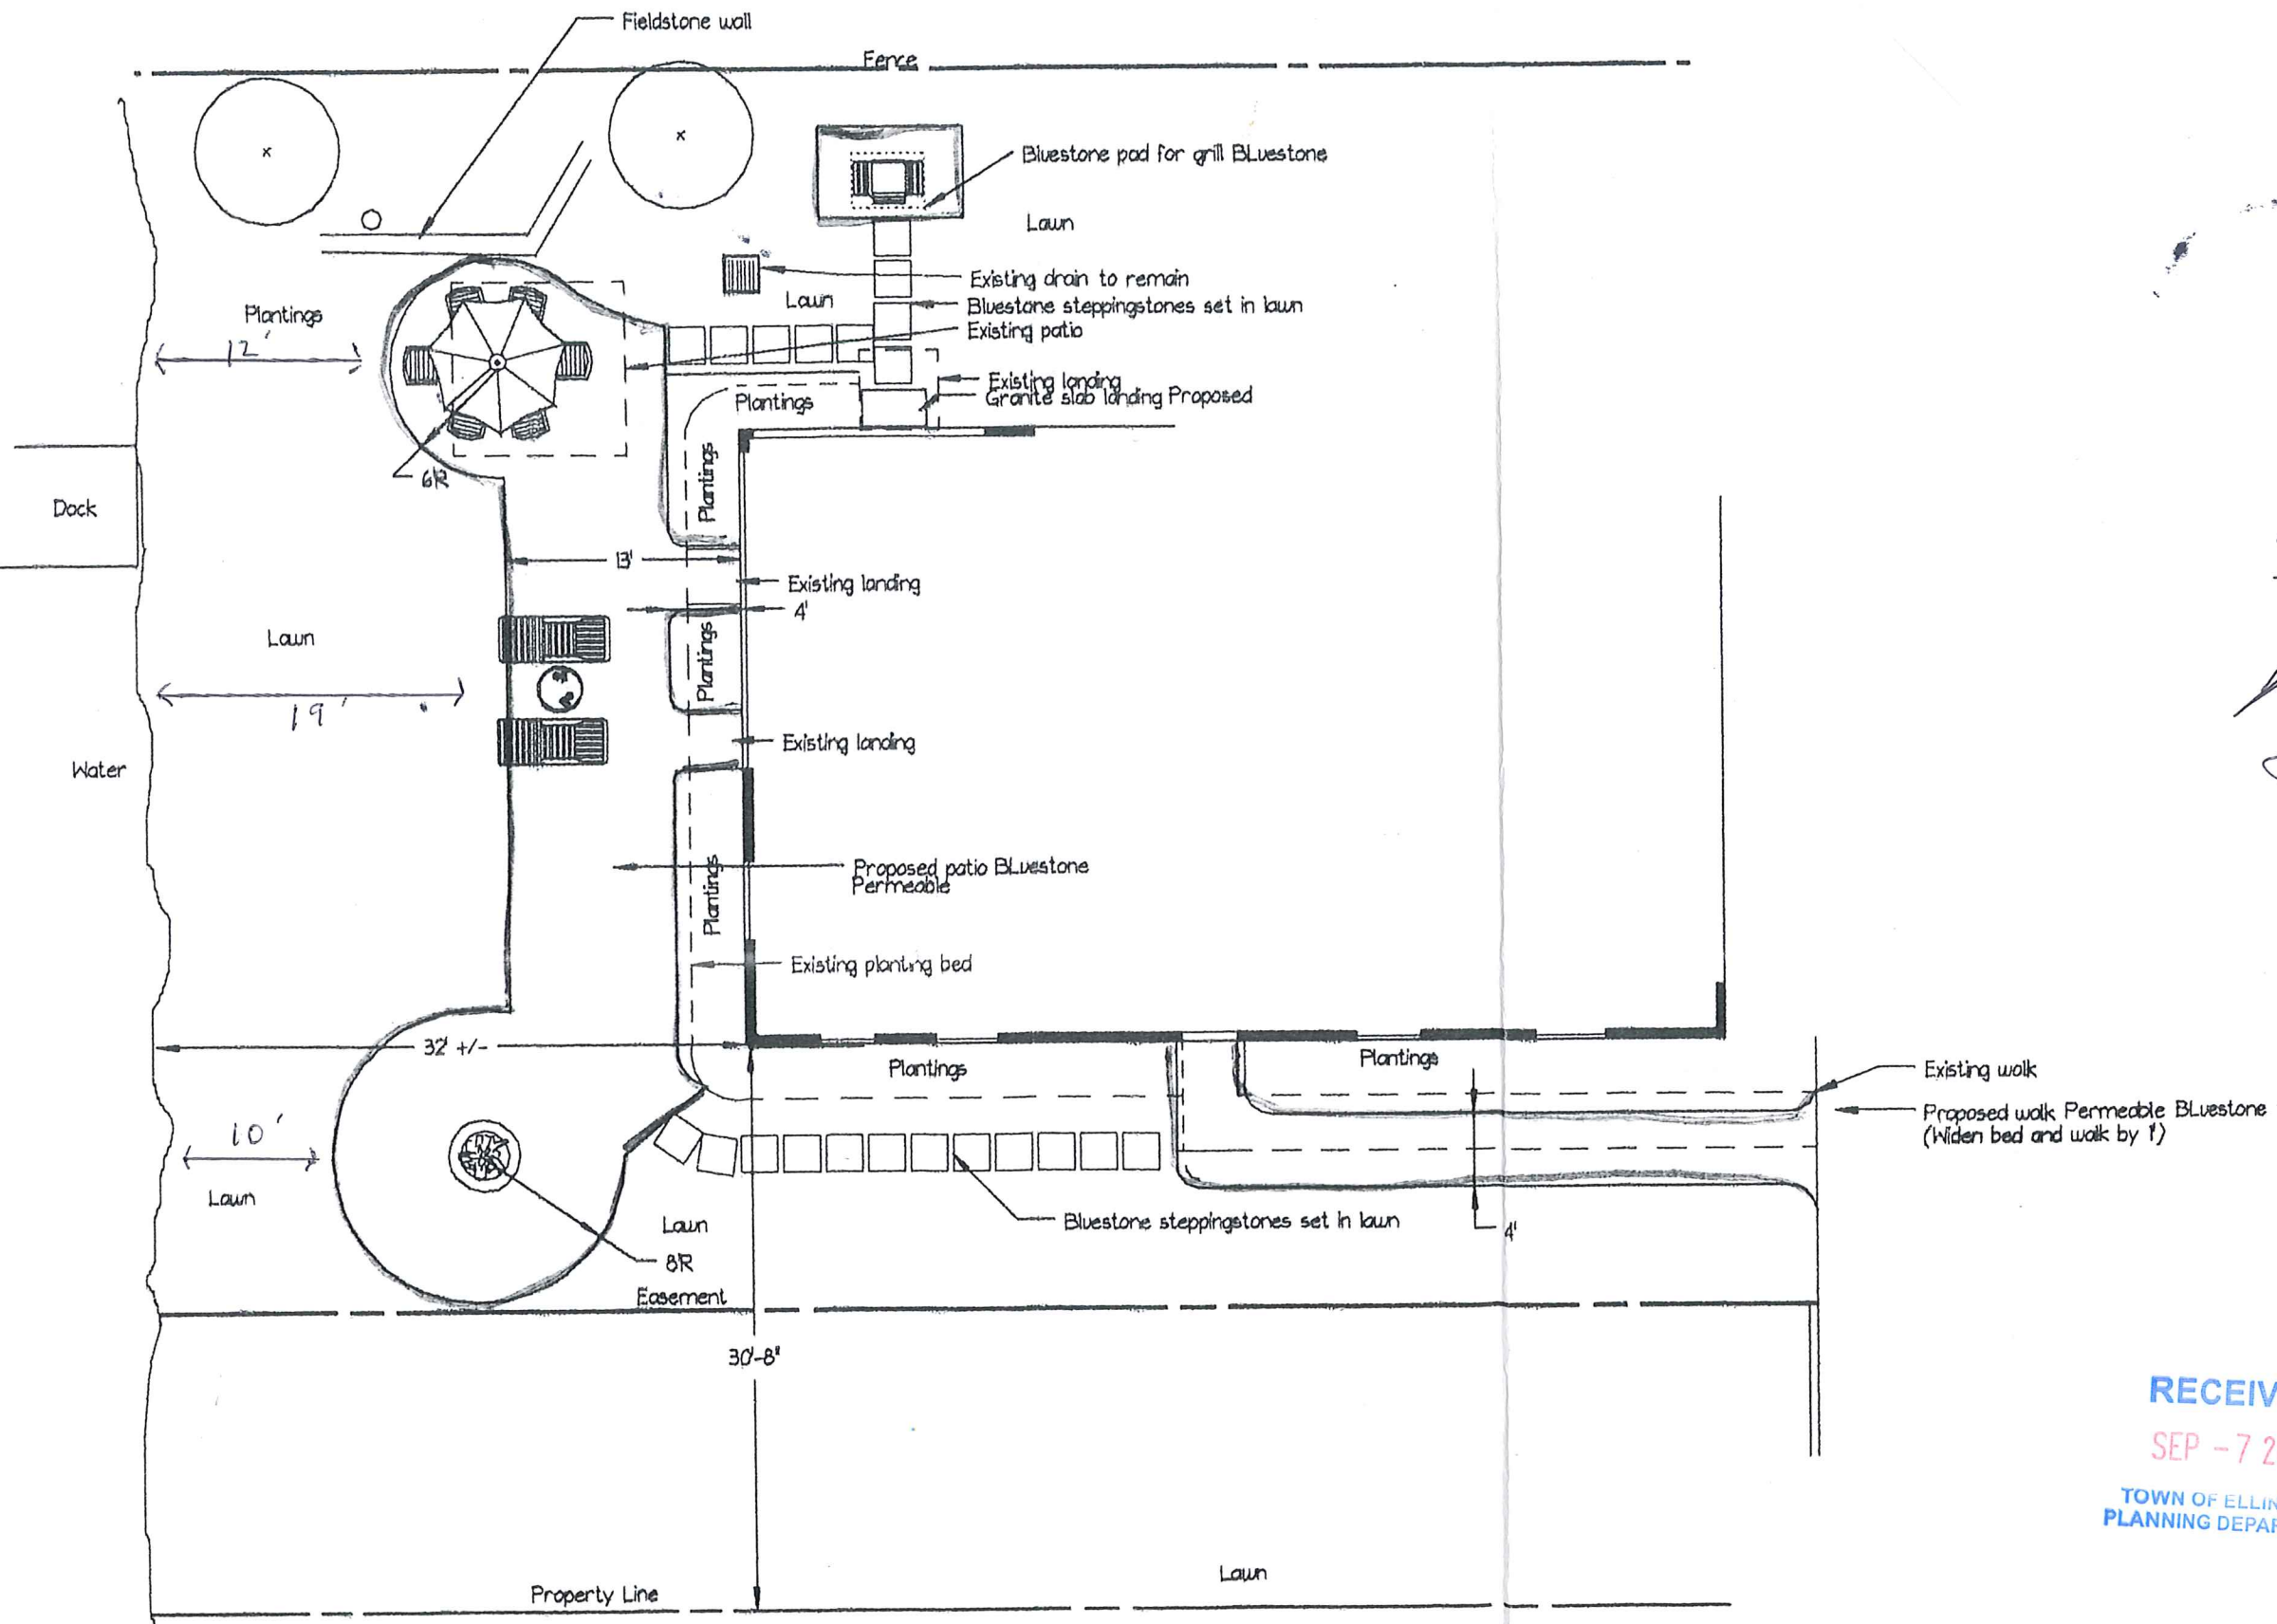 Fieldstone wall
Fence
Bluestone pad for grill BLuestone
Lawn
Existing drain to remain
Lawn
Bluestone steppingstones set in lawn
Existing patio
Plantings
12'
Existing landing
Granite slab landing Proposed
Plantings
Plantings
6'R
Dock
13'
Existing landing
4'
Lawn
Plantings
19'
Existing landing
Water
Proposed patio BLuestone
Permeable
Plantings
Existing planting bed
32' +/-
Plantings
Plantings
Existing walk
Proposed walk Permeable BLuestone
(Widen bed and walk by 1')
10'
Lawn
Lawn
Bluestone steppingstones set in lawn
4'
8'R
Easement
30'-8"
RECEIV
SEP -7 2
TOWN OF ELLIN
PLANNING DEPAR
Lawn
Property Line